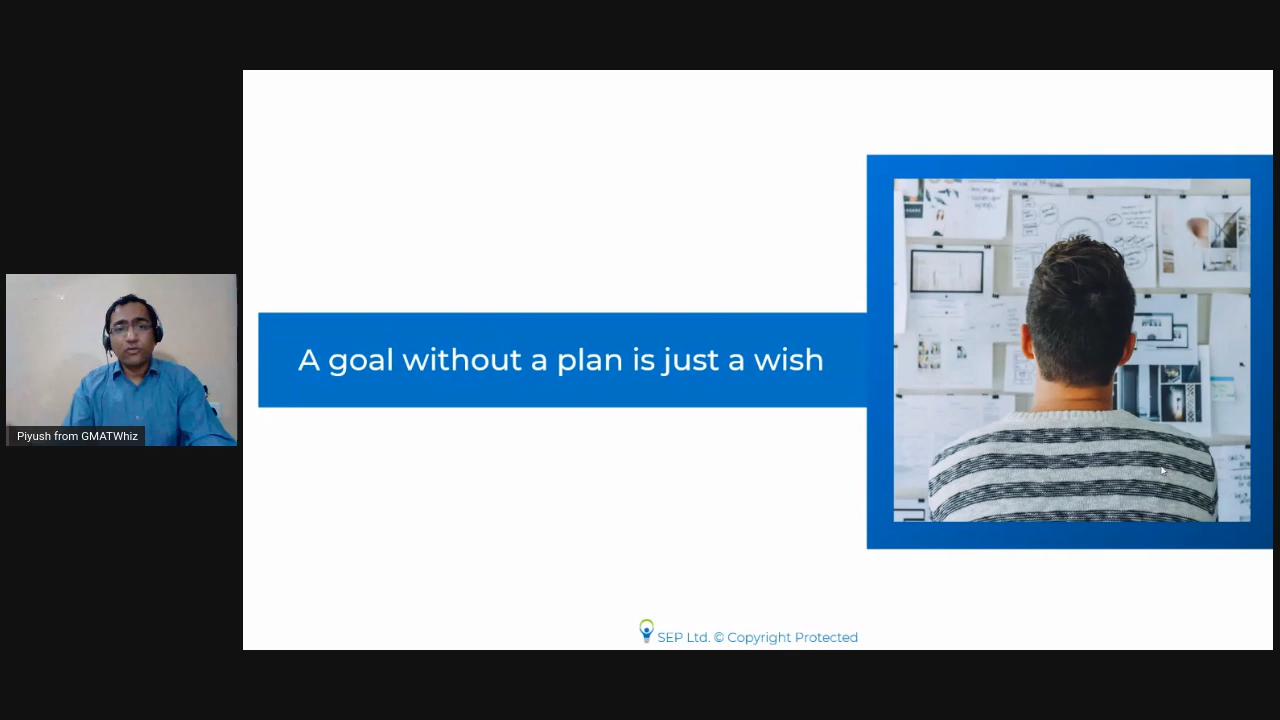 A goal without a plan is just a wish
Piyush from GMATWhiz
SEP Ltd. © Copyright Protected